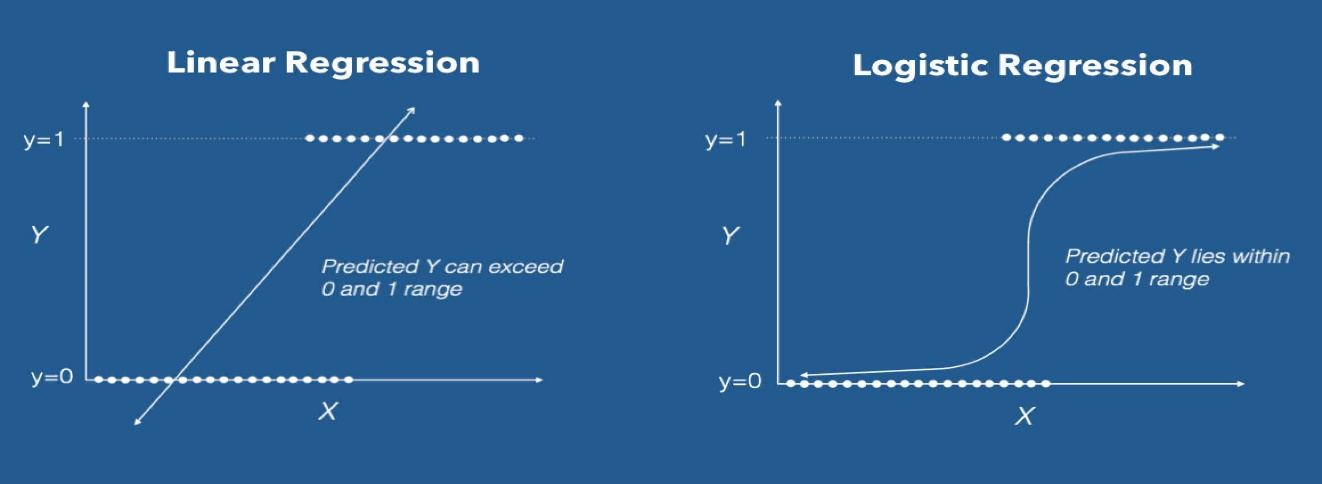 Linear Regression
y=1
Y
Predicted Y can exceed
0 and 1 range
y=0
X
Logistic Regression
y=1
Y
Predicted Y lies within
0 and 1 range
y=0
X